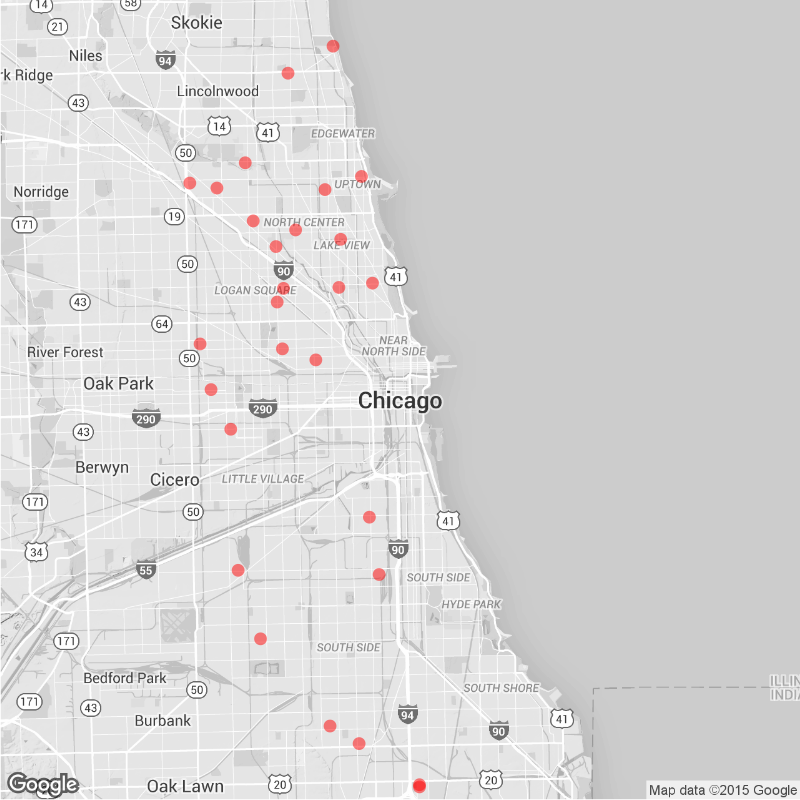 14
58
Skokie
21
Niles
94
rk Ridge
Lincolnwood
43
14
41
EDGEWATER
50
Norridge
UPTOWN
19
171
NORTH CENTER
LAKE VIEW
50
90
41
LOGAN SQUARE
43
64
NEAR
NORTH SIDE
River Forest
50
Oak Park
Chicago
290
290
43
Berwyn
LITTLE VILLAGE
Cicero
171
50
41
34
90
55
SOUTH SIDE
HYDE PARK
171
SOUTH SIDE
Bedford Park
SOUTH SHORE
ILLIN
INDIA
50
171
43
94
Burbank
41
90
Oak Lawn
20
20
Google
Map data ©2015 Google